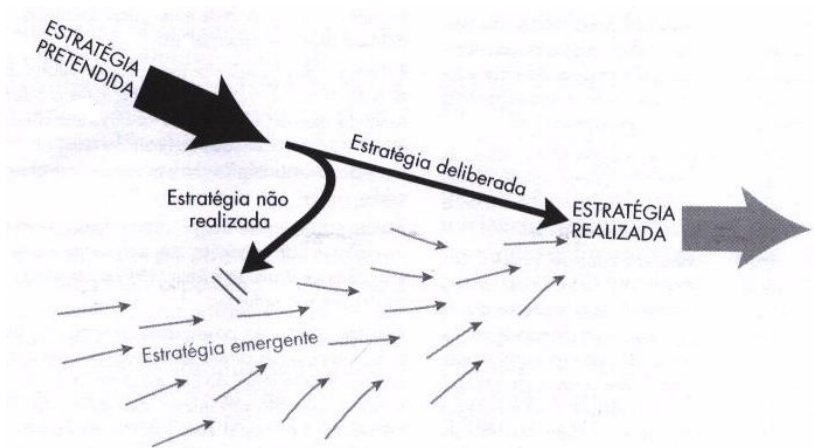 ESTRATÉGIA
PRETENDIDA
Estratégia deliberada
Estratégia não
realizada
ESTRATÉGIA
REALIZADA
Estratégia emergente